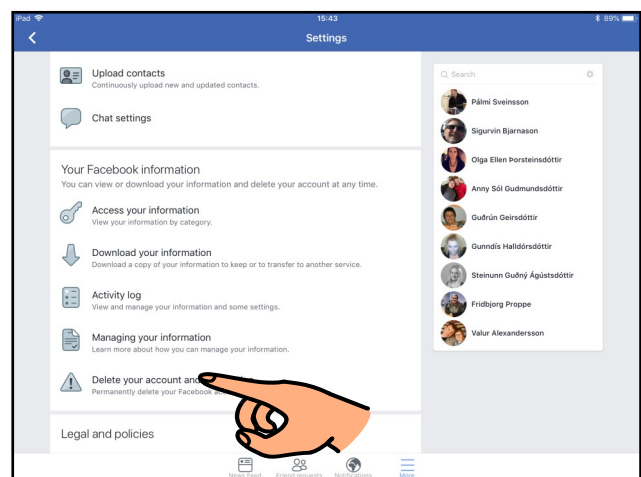 iPad 15:43 89%
Settings
Upload contacts
Continuously upload new and updated contacts.
Chat settings
Your Facebook information
You can view or download your information and delete your account at any time.
Access your information
View your information by category.
Download your information
Download a copy of your information to keep or to transfer to another service.
Activity log
View and manage your information and some settings.
Managing your information
Learn more about how you can manage your information.
Delete your account and
Permanently delete your Facebook
Legal and policies
Search
Pálmi Sveinsson
Sigurvin Bjarnason
Olga Ellen Þorsteinsdóttir
Anny Sól Gudmundsdóttir
Guðrún Geirsdóttir
Gunndís Halldórsdóttir
Steinunn Guðný Ágústsdóttir
Fridbjorg Proppe
Valur Alexandersson
News Feed Friend requests Notifications More